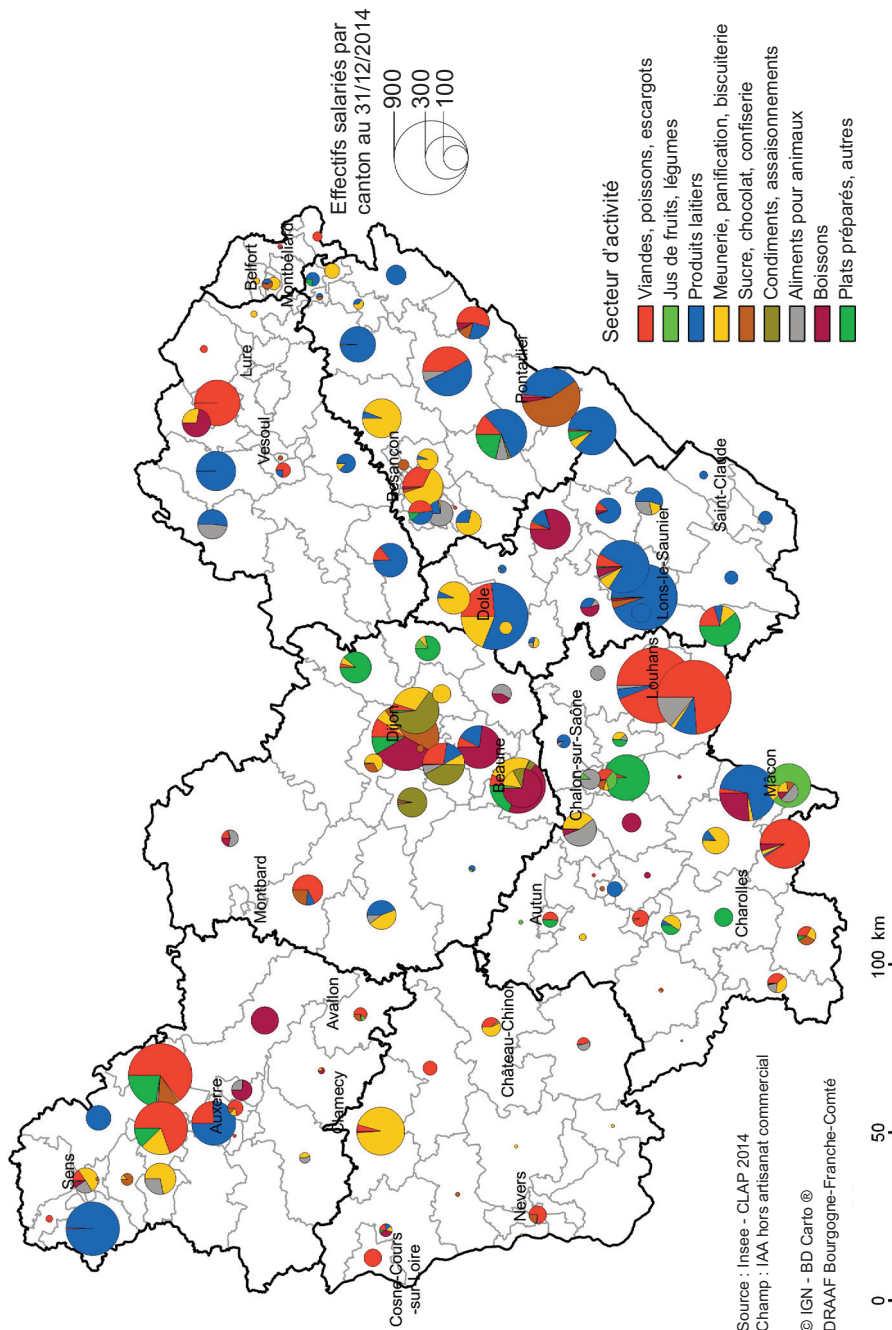 Effectifs salariés par
canton au 31/12/2014
900
300
100
Secteur d'activité
Viandes, poissons, escargots
Jus de fruits, légumes
Produits laitiers
Meunerie, panification, biscuiterie
Sucre, chocolat, confiserie
Condiments, assaisonnements
Aliments pour animaux
Boissons
Plats préparés, autres
Belfort
Montbéliard
Lure
Vesoul
Besançon
Pontarlier
Dole
Lons-le-Saunier
Saint-Claude
Dijon
Beaune
Montbard
Louhans
Chalon-sur-Saône
Mâcon
Autun
Charolles
Sens
Auxerre
Avallon
Clamecy
Château-Chinon
Nevers
Cosne-Cours
-sur-Loire
Source : Insee - CLAP 2014
Champ : IAA hors artisanat commercial
© IGN - BD Carto ®
DRAAF Bourgogne-Franche-Comté
0
50
100 km